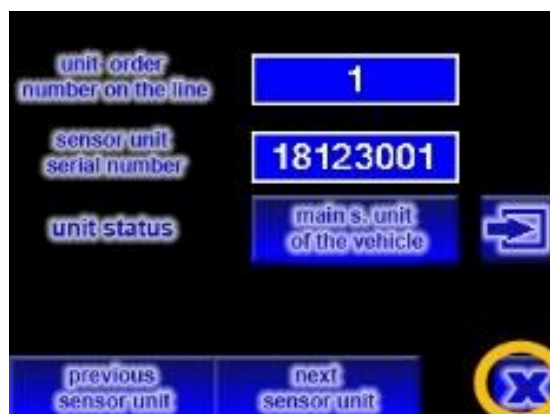 unit order
number on the line
1
sensor unit
serial number
18123001
unit status
main s. unit
of the vehicle
previous
sensor unit
next
sensor unit
X